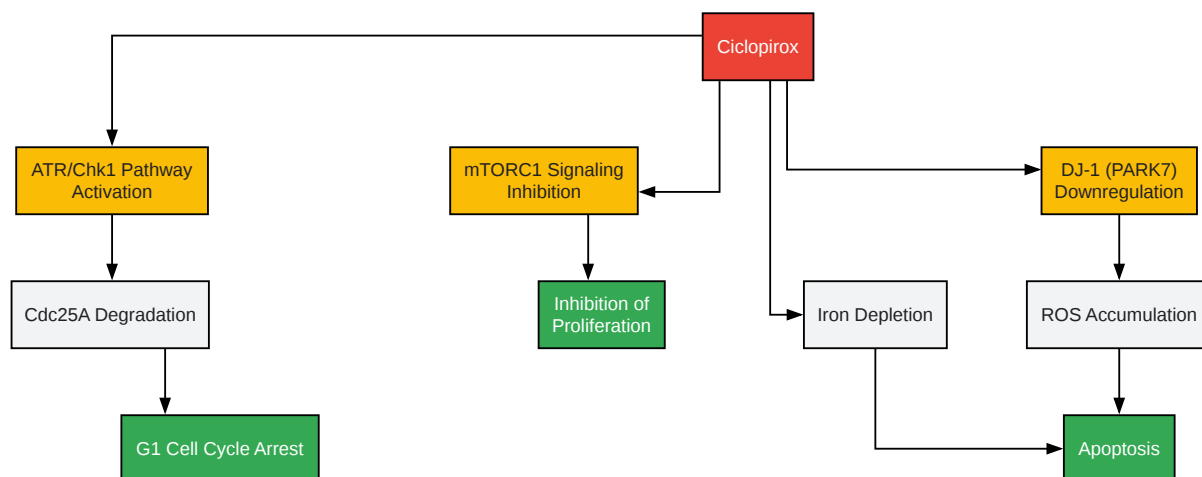 Ciclopirox
ATR/Chk1 Pathway
Activation
mTORC1 Signaling
Inhibition
DJ-1 (PARK7)
Downregulation
Cdc25A Degradation
Inhibition of
Proliferation
Iron Depletion
ROS Accumulation
G1 Cell Cycle Arrest
Apoptosis